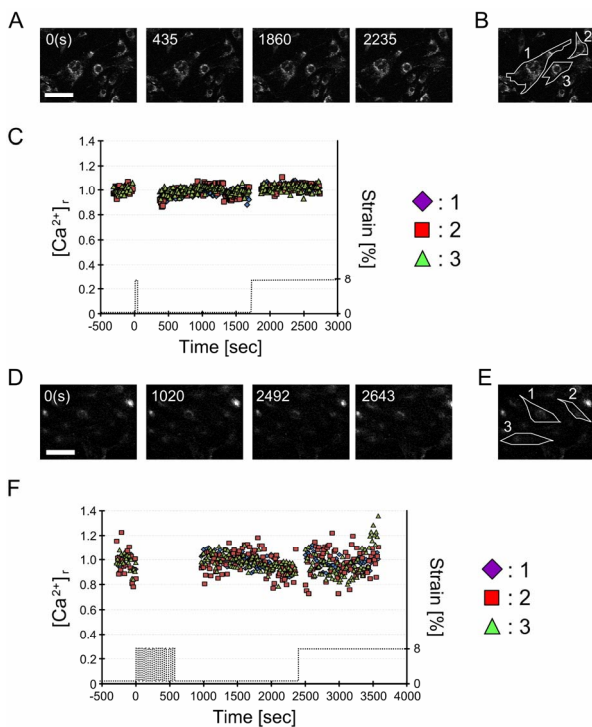 A
0(s)
435
1860
2235
B
1
2
3
C
1.4
1.2
1.0
0.8
0.6
0.4
0.2
0
[Ca²⁺]r
8
0
Strain [%]
-500 0 500 1000 1500 2000 2500 3000
Time [sec]
: 1
: 2
: 3
D
0(s)
1020
2492
2643
E
1
2
3
F
1.4
1.2
1.0
0.8
0.6
0.4
0.2
0
[Ca²⁺]r
8
0
Strain [%]
-500 0 500 1000 1500 2000 2500 3000 3500 4000
Time [sec]
: 1
: 2
: 3